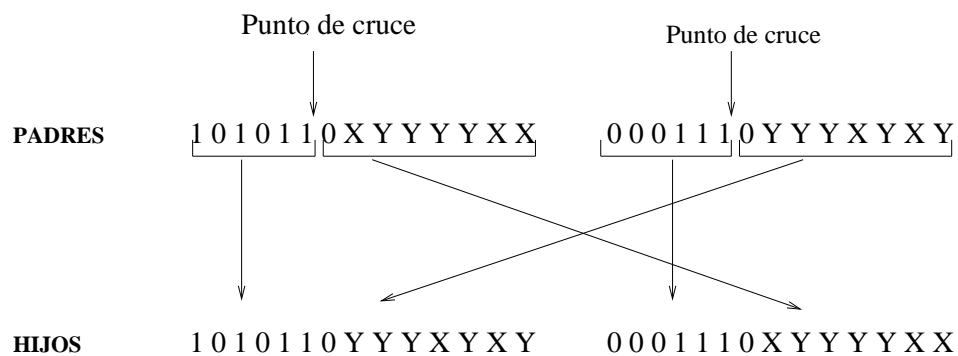 Punto de cruce Punto de cruce
PADRES 1 0 1 0 1 1 0 X Y Y Y Y X X 0 0 0 1 1 1 0 Y Y Y X Y X Y
HIJOS 1 0 1 0 1 1 0 Y Y Y X Y X Y 0 0 0 1 1 1 0 X Y Y Y Y X X